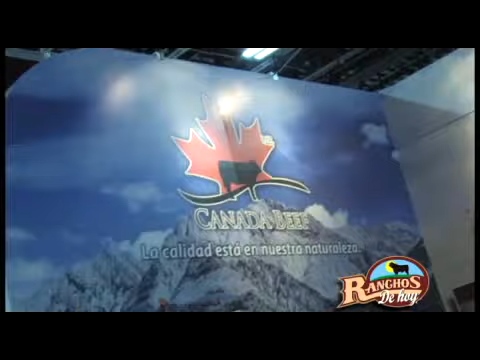 CANADA BEEF
La calidad está en nuestra naturaleza.
RANCHOS
De hoy